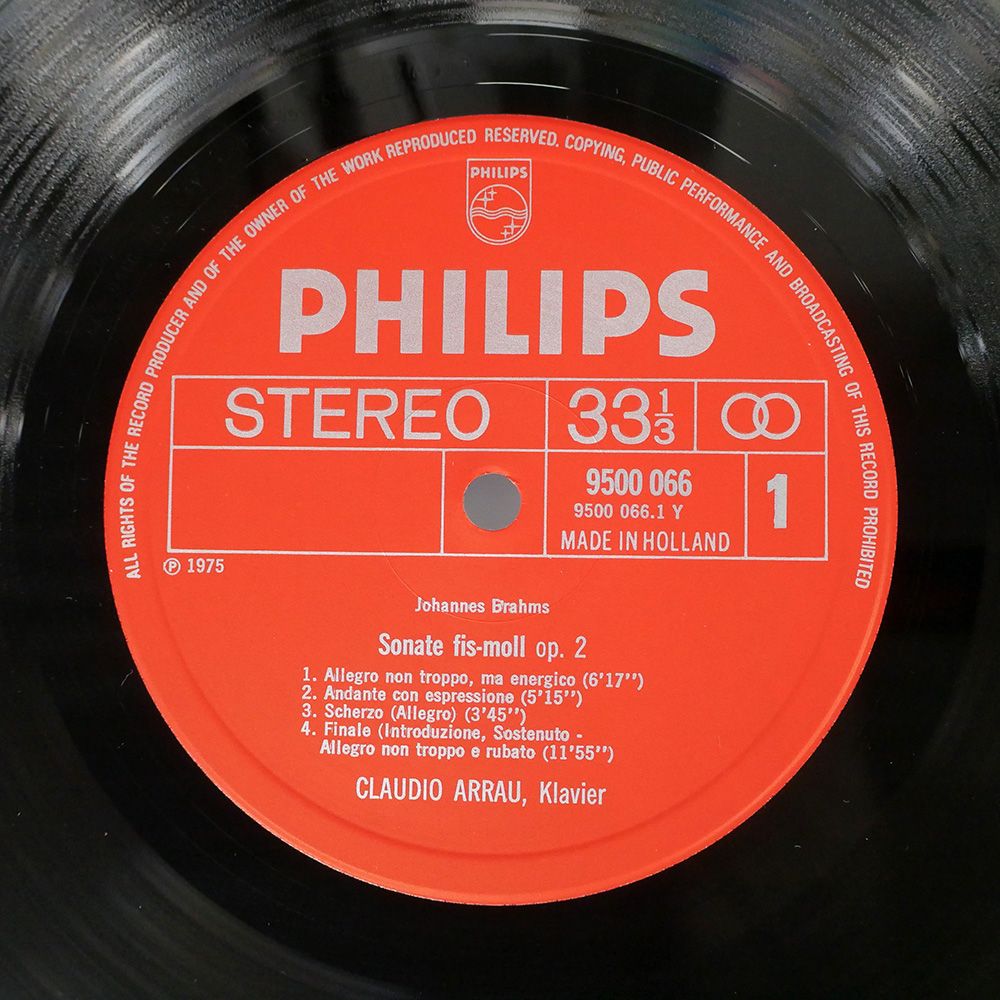 ALL RIGHTS OF THE RECORD PRODUCER AND OF THE OWNER OF THE WORK REPRODUCED RESERVED. COPYING, PUBLIC PERFORMANCE AND BROADCASTING OF THIS RECORD PROHIBITED
PHILIPS
PHILIPS
STEREO 33 1/3
9500 066
9500 066.1 Y 1
MADE IN HOLLAND
Ⓟ 1975
Johannes Brahms
Sonate fis-moll op. 2
1. Allegro non troppo, ma energico (6'17'')
2. Andante con espressione (5'15'')
3. Scherzo (Allegro) (3'45'')
4. Finale (Introduzione, Sostenuto -
Allegro non troppo e rubato (11'55'')
CLAUDIO ARRAU, Klavier